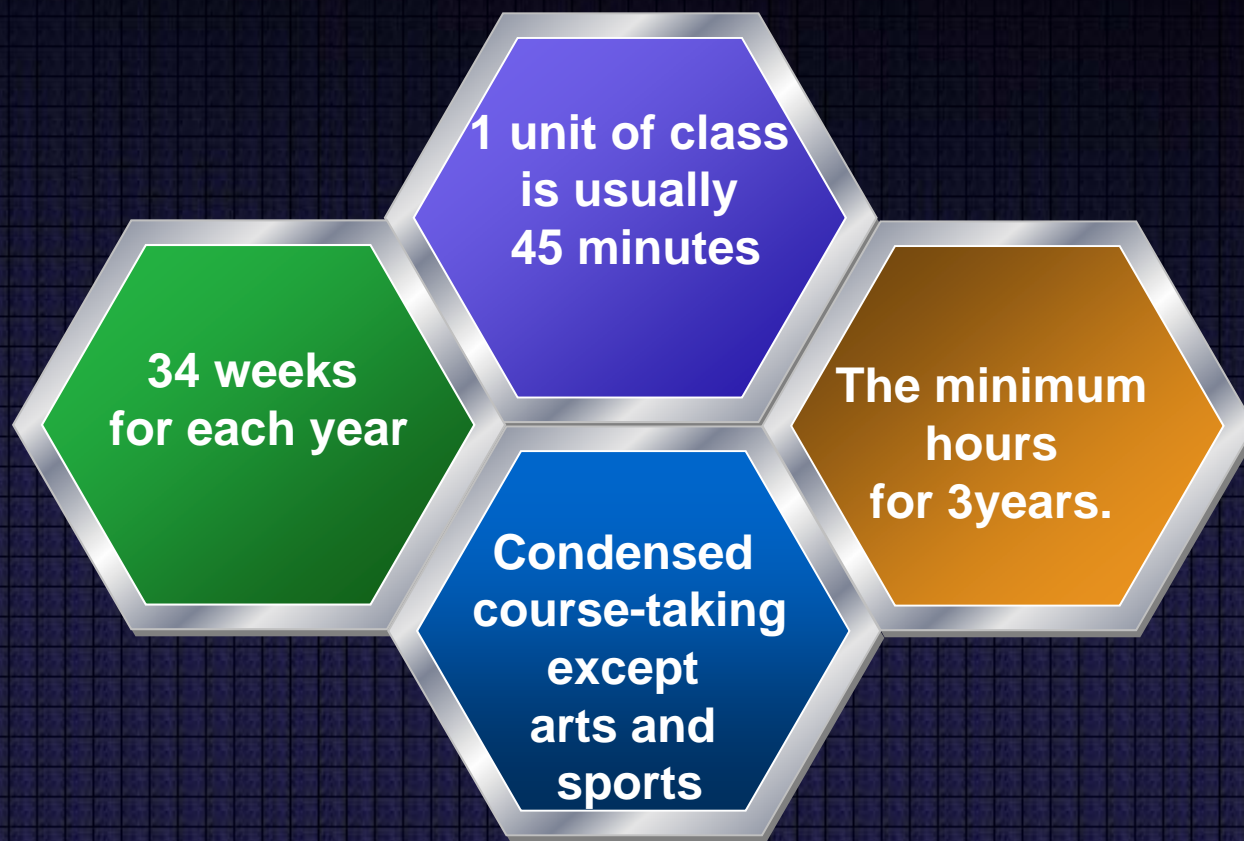 1 unit of class
is usually
45 minutes
34 weeks
for each year
The minimum
hours
for 3years.
Condensed
course-taking
except
arts and
sports